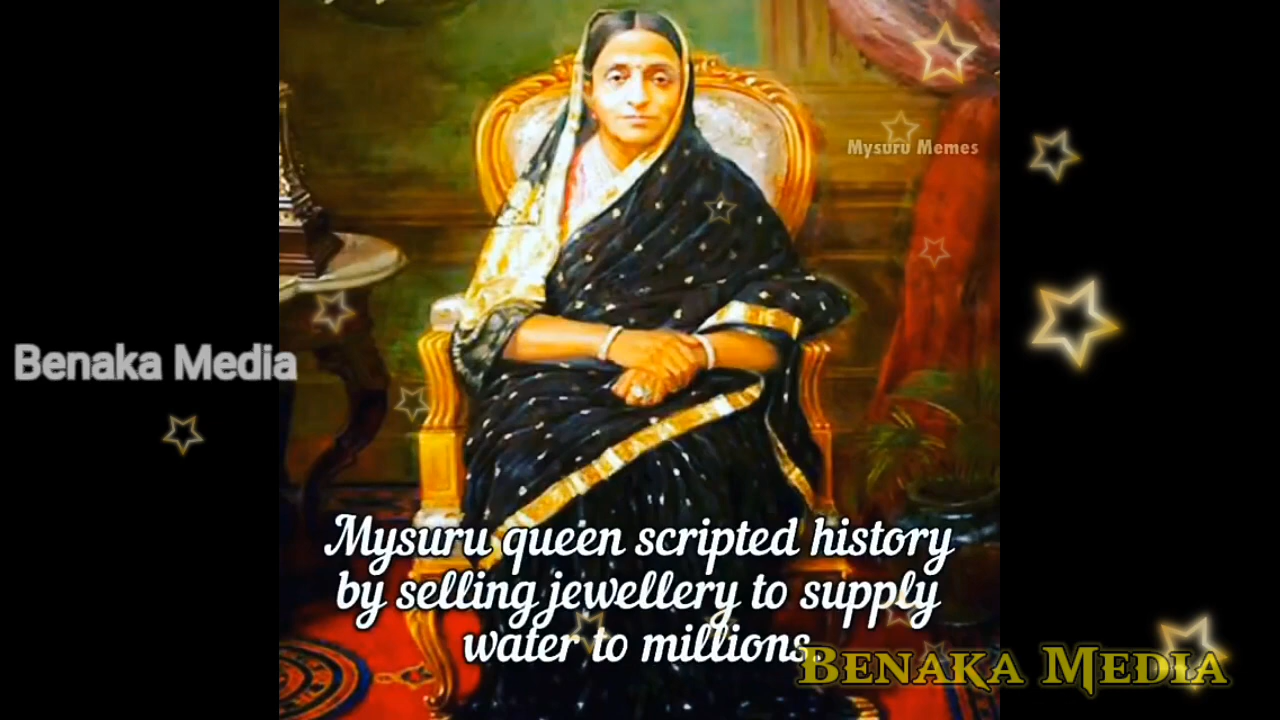 Mysuru Memes
Benaka Media
Mysuru queen scripted history
by selling jewellery to supply
water to millions.
BENAKA MEDIA